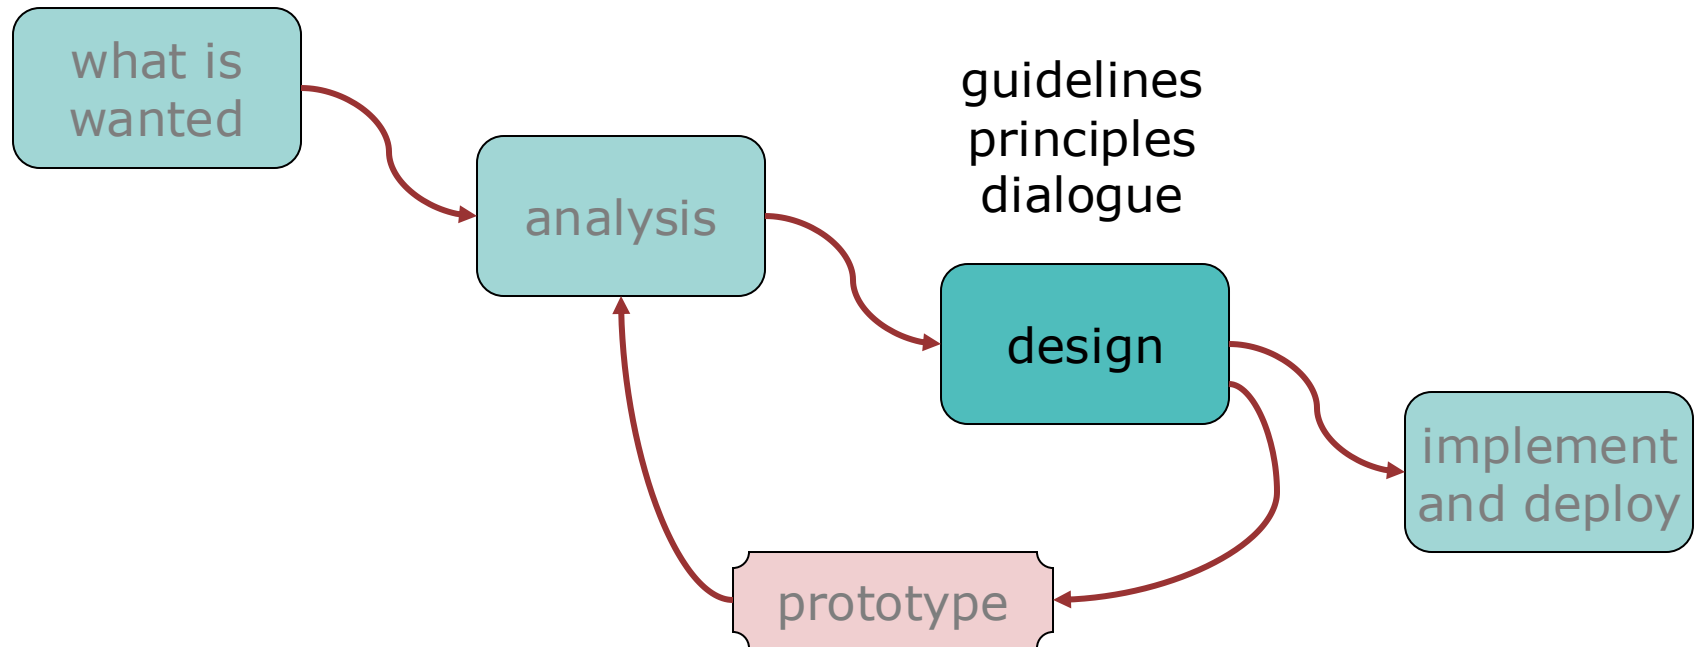 what is
wanted
analysis
guidelines
principles
dialogue
design
implement
and deploy
prototype